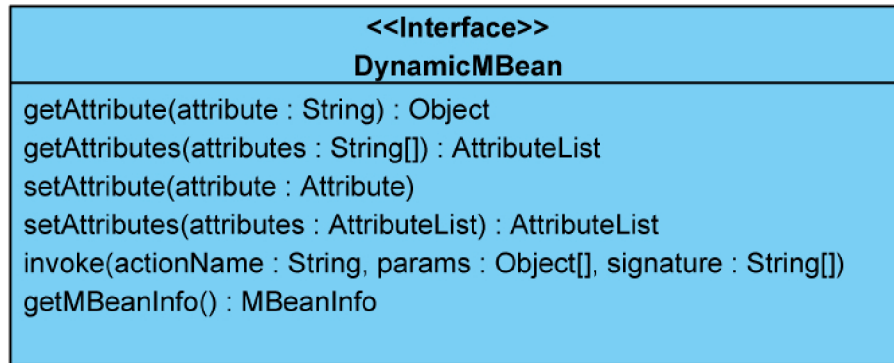 <<Interface>>
DynamicMBean
getAttribute(attribute : String) : Object
getAttributes(attributes : String[]) : AttributeList
setAttribute(attribute : Attribute)
setAttributes(attributes : AttributeList) : AttributeList
invoke(actionName : String, params : Object[], signature : String[])
getMBeanInfo() : MBeanInfo